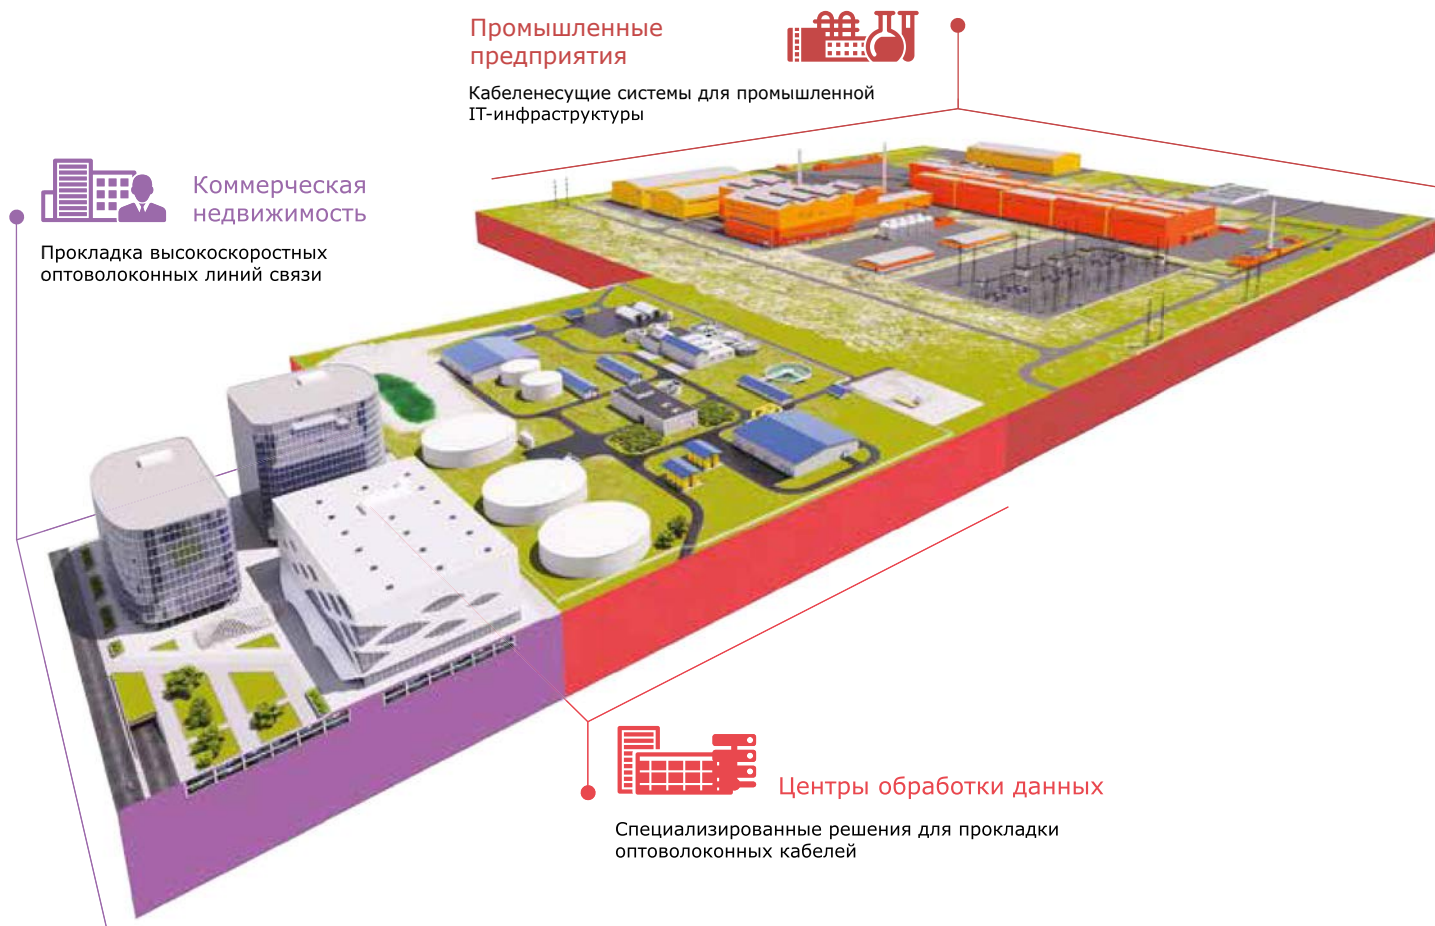 Промышленные
предприятия
Кабеленесущие системы для промышленной
IT-инфраструктуры
Коммерческая
недвижимость
Прокладка высокоскоростных
оптоволоконных линий связи
Центры обработки данных
Специализированные решения для прокладки
оптоволоконных кабелей